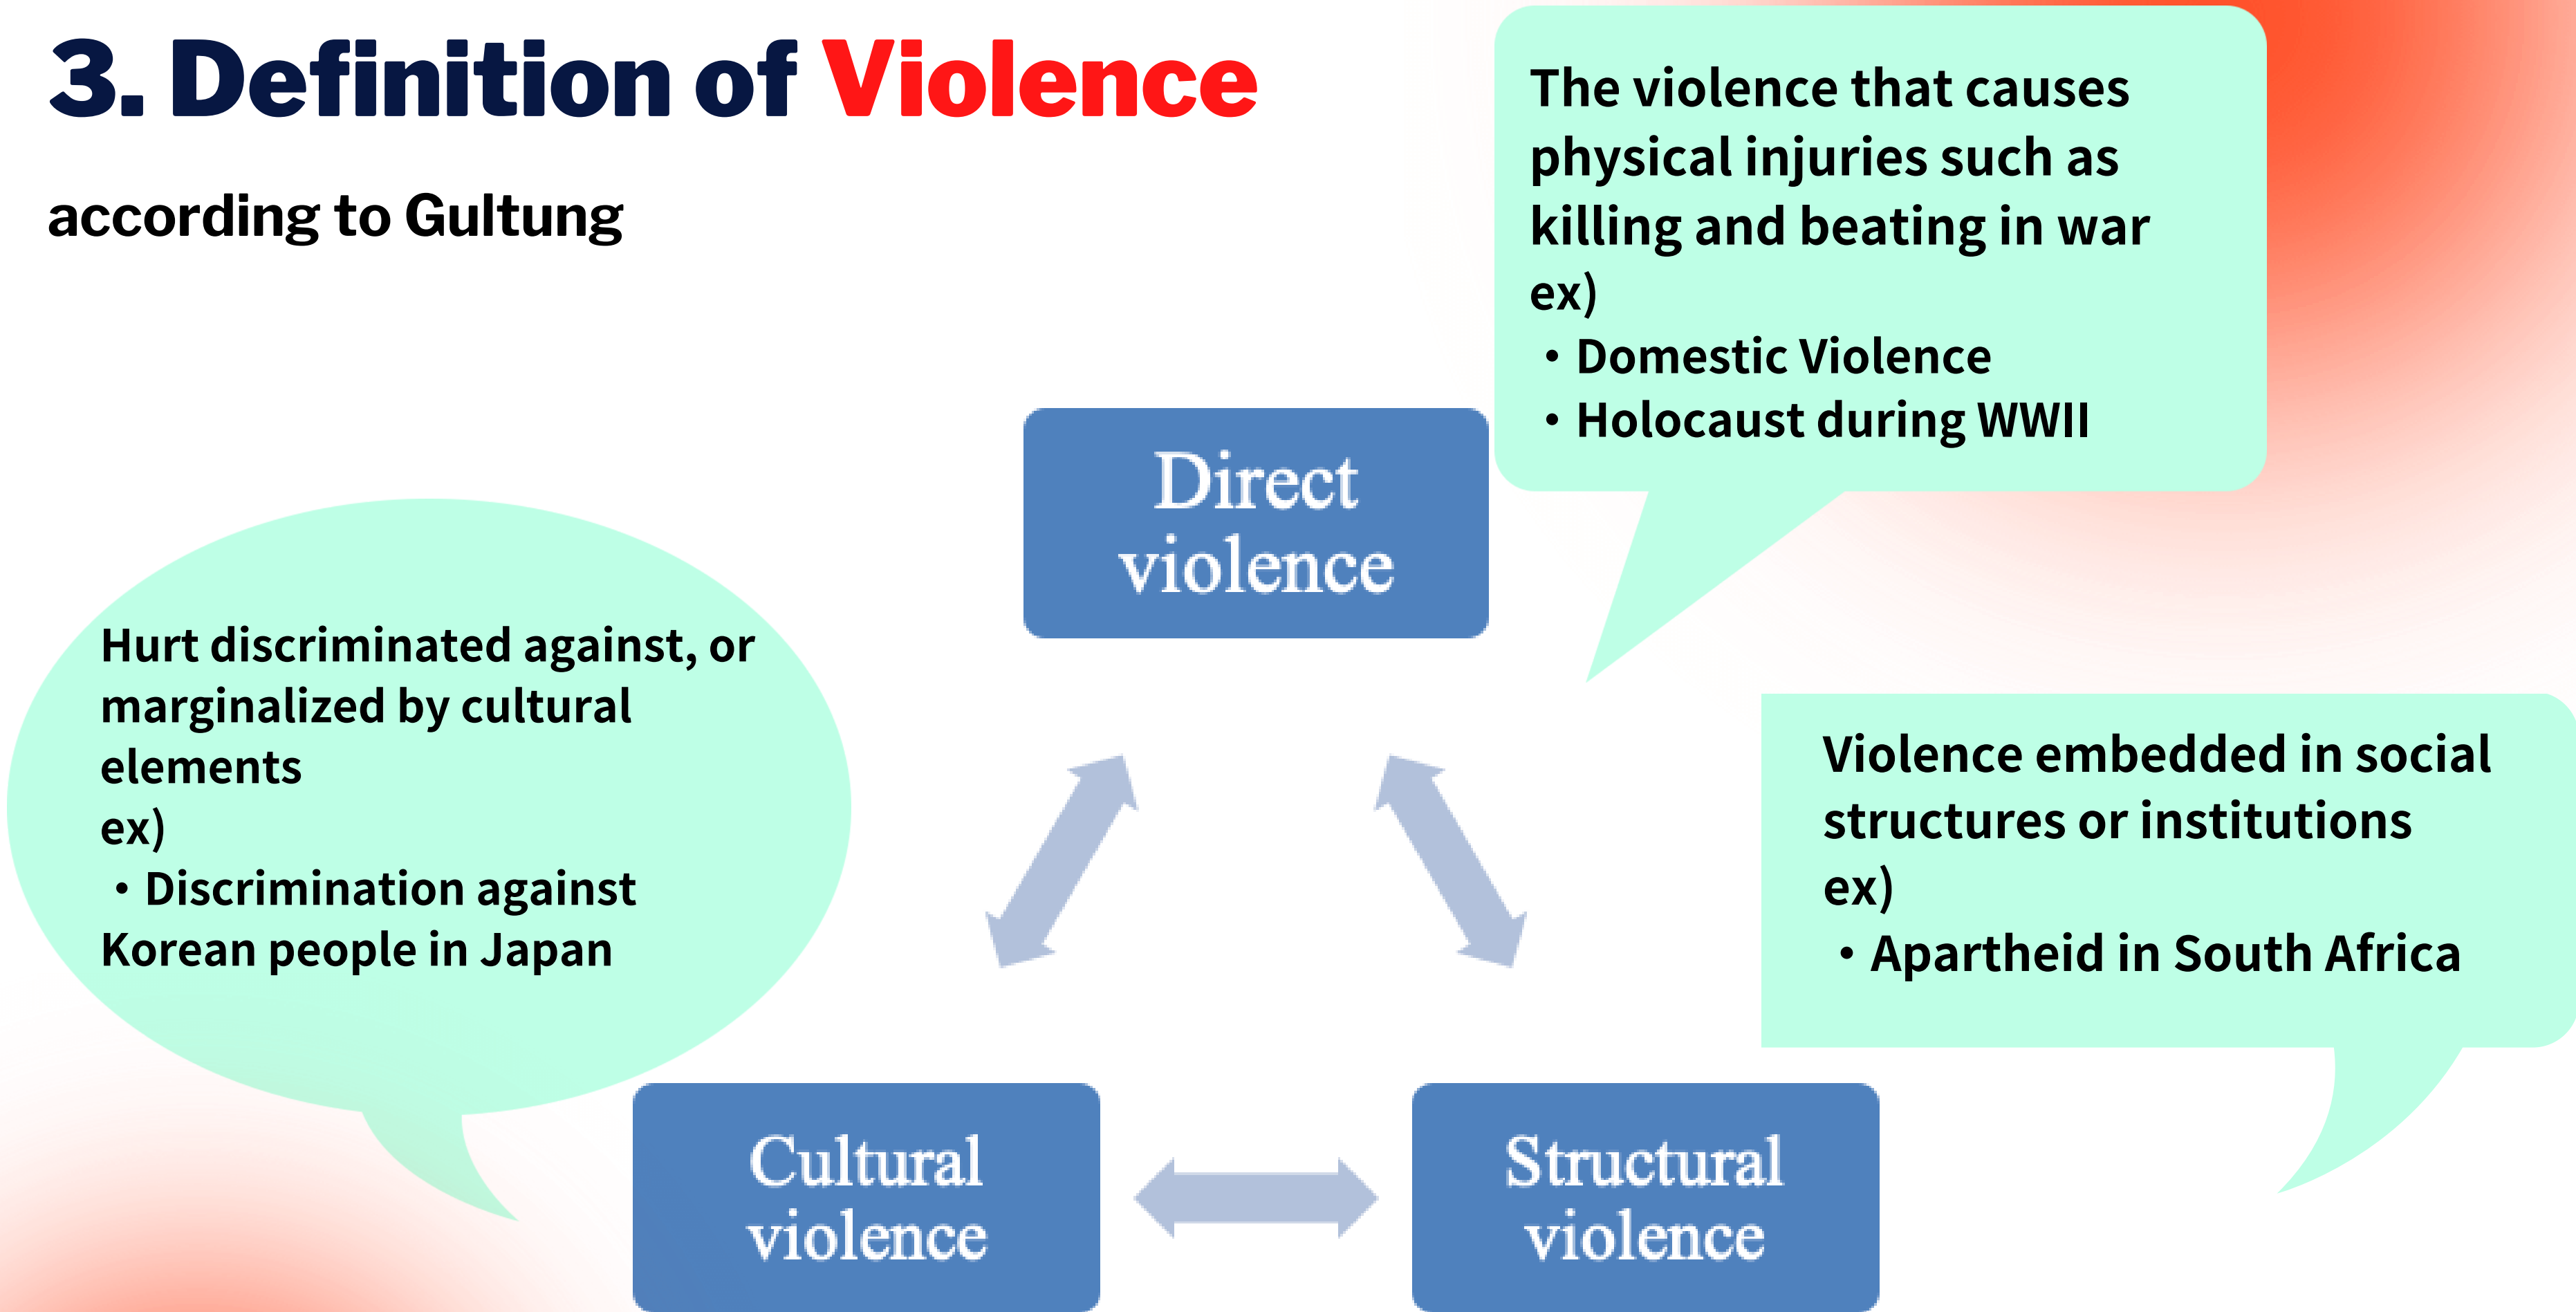 3. Definition of Violence
according to Gultung
The violence that causes
physical injuries such as
killing and beating in war
ex)
・Domestic Violence
・Holocaust during WWII
Direct
violence
Hurt discriminated against, or
marginalized by cultural
elements
ex)
・Discrimination against
Korean people in Japan
Violence embedded in social
structures or institutions
ex)
・Apartheid in South Africa
Cultural
violence
Structural
violence